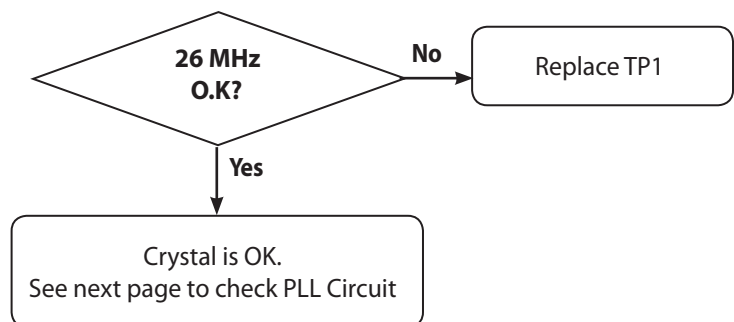 26 MHz
O.K?
No
Replace TP1
Yes
Crystal is OK.
See next page to check PLL Circuit